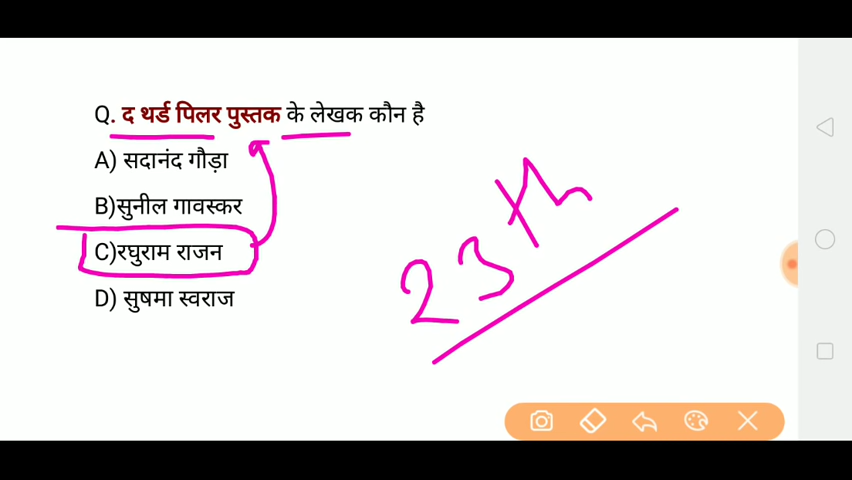 Q. द थर्ड पिलर पुस्तक के लेखक कौन है
A) सदानंद गौड़ा
B)सुनील गावस्कर
C)रघुराम राजन
D) सुषमा स्वराज
23th